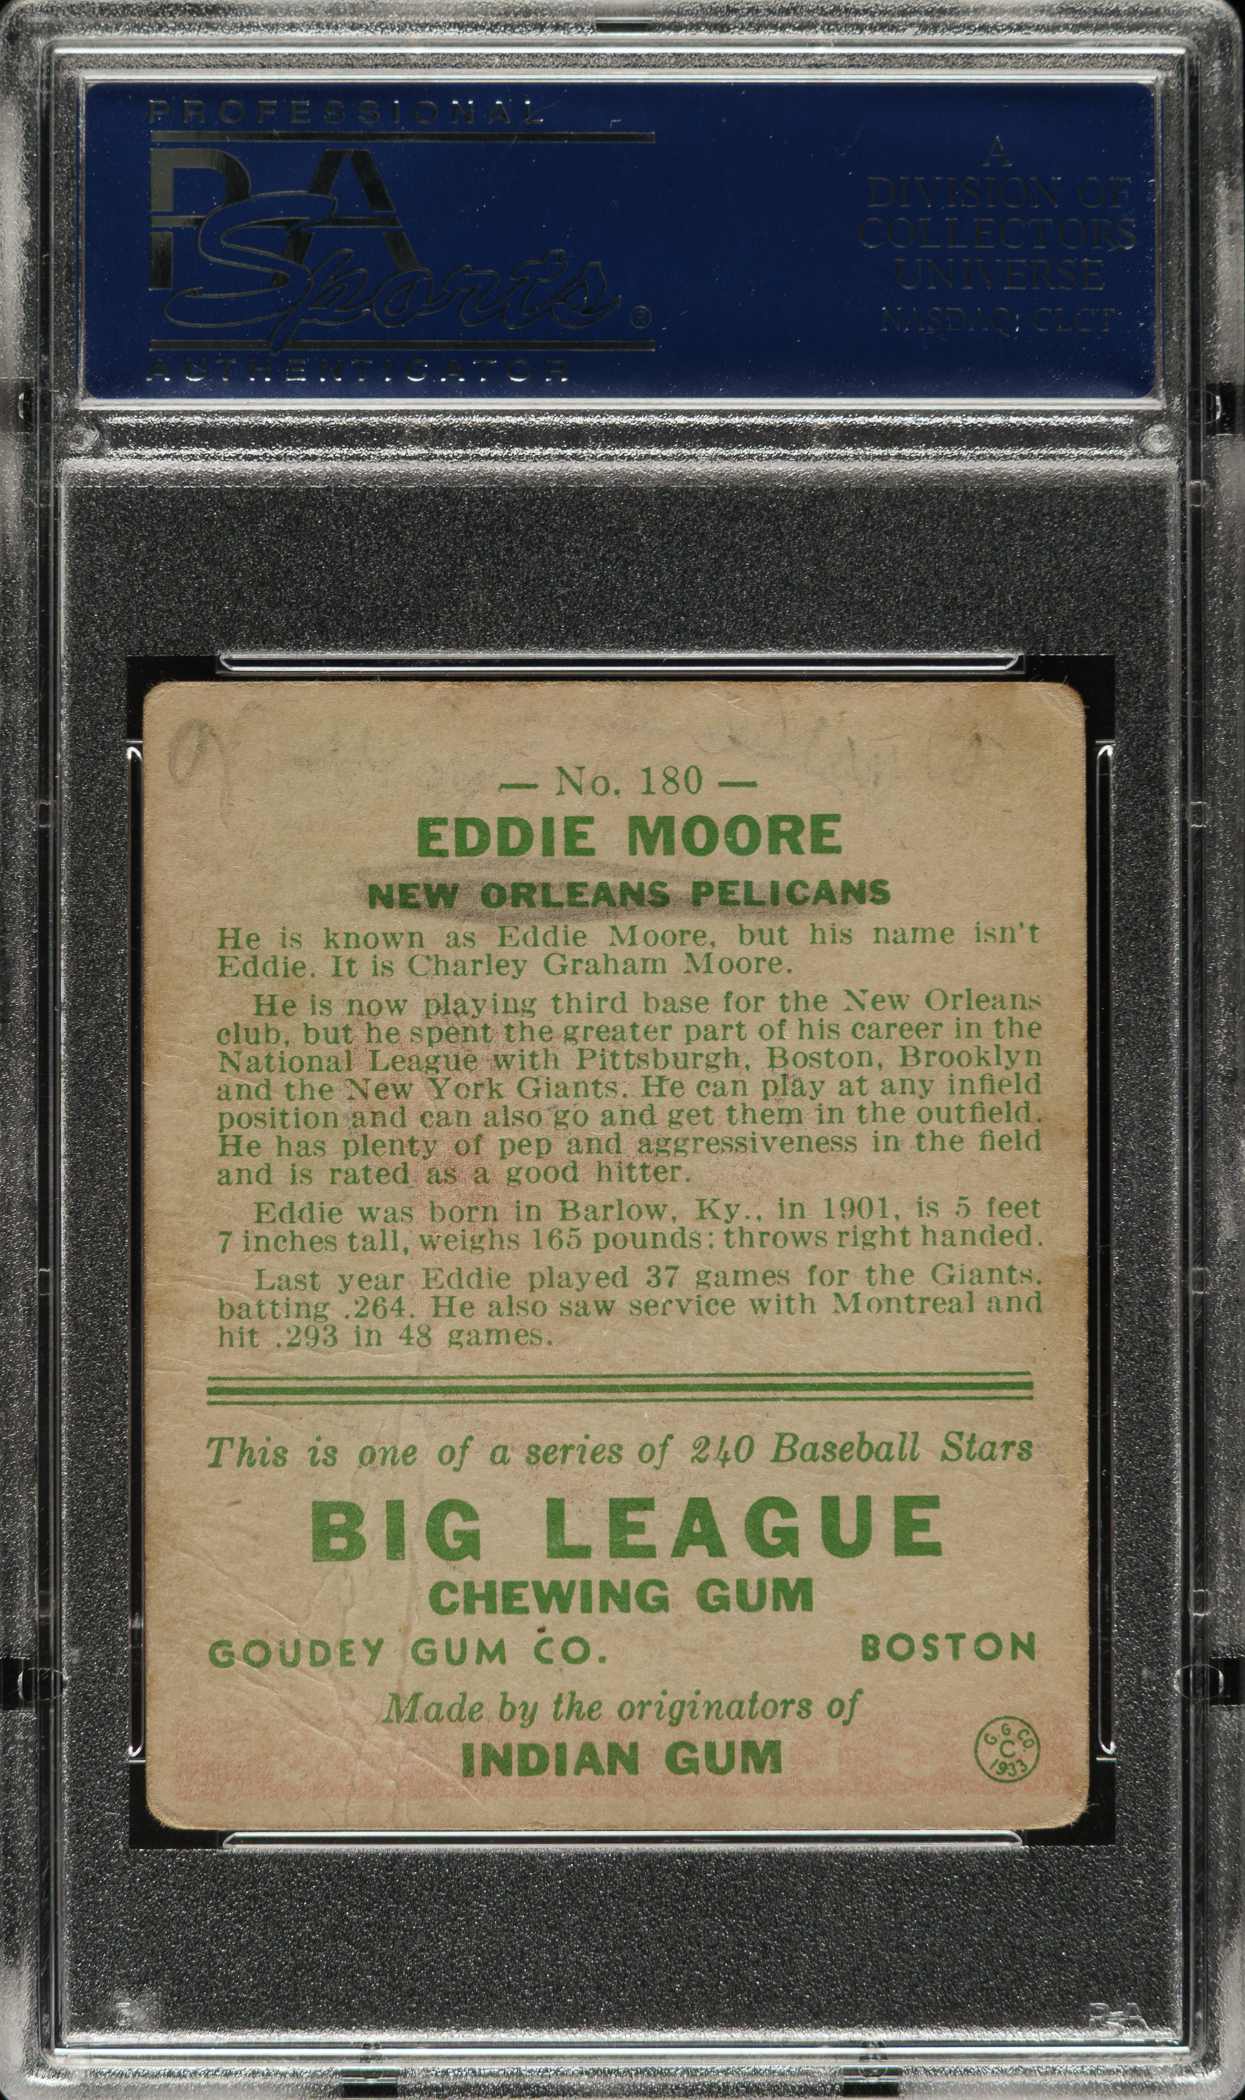 PROFESSIONAL
PSA
Sports®
AUTHENTICATOR
A
DIVISION OF
COLLECTORS
UNIVERSE
NASDAQ: CLCT
— No. 180 —
EDDIE MOORE
NEW ORLEANS PELICANS
He is known as Eddie Moore, but his name isn't
Eddie. It is Charley Graham Moore.
He is now playing third base for the New Orleans
club, but he spent the greater part of his career in the
National League with Pittsburgh, Boston, Brooklyn
and the New York Giants. He can play at any infield
position and can also go and get them in the outfield.
He has plenty of pep and aggressiveness in the field
and is rated as a good hitter.
Eddie was born in Barlow, Ky., in 1901, is 5 feet
7 inches tall, weighs 165 pounds; throws right handed.
Last year Eddie played 37 games for the Giants,
batting .264. He also saw service with Montreal and
hit .293 in 48 games.
This is one of a series of 240 Baseball Stars
BIG LEAGUE
CHEWING GUM
GOUDEY GUM CO. BOSTON
Made by the originators of
INDIAN GUM
G. G. CO.
C
1933
PSA